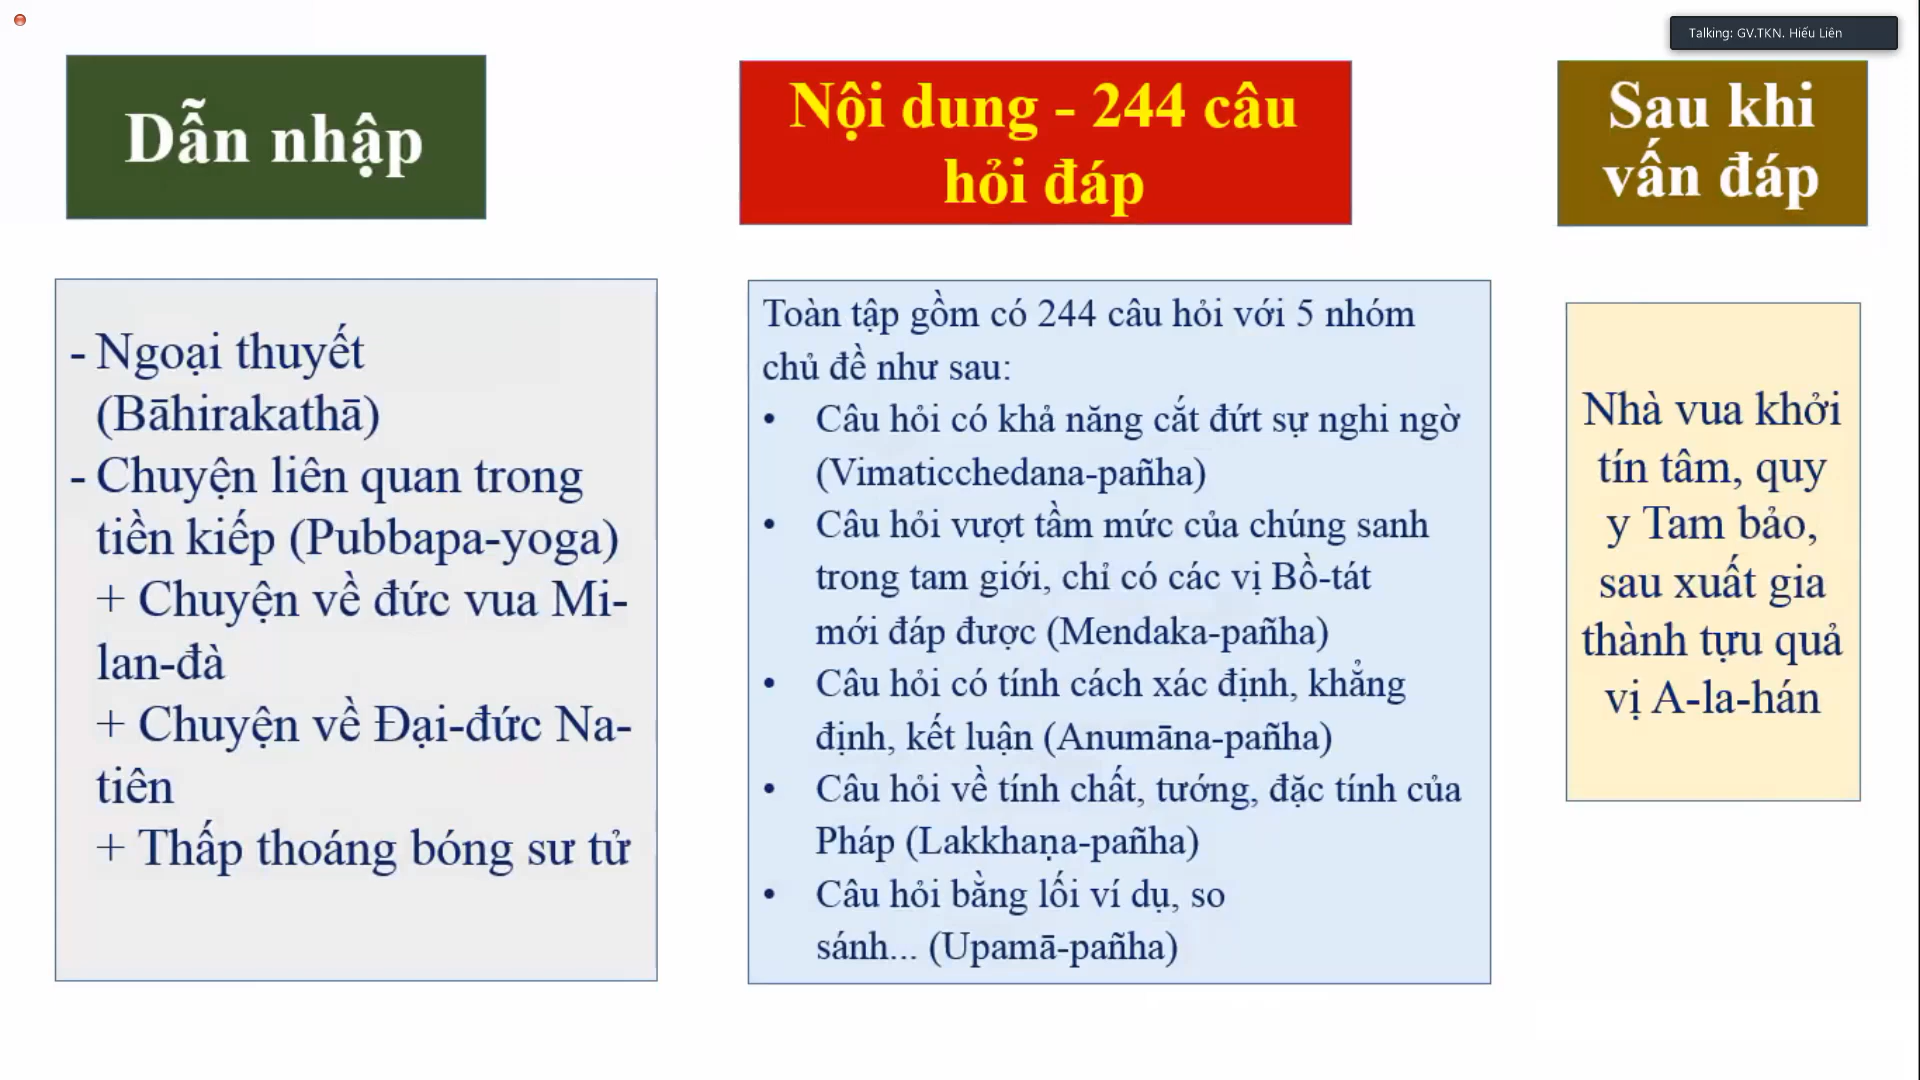 Talking: GV.TKN. Hiếu Liên
Dẫn nhập
Nội dung - 244 câu
hỏi đáp
Sau khi
vấn đáp
- Ngoại thuyết
(Bāhirakathā)
- Chuyện liên quan trong
tiền kiếp (Pubbapa-yoga)
+ Chuyện về đức vua Mi-
lan-đà
+ Chuyện về Đại-đức Na-
tiên
+ Thấp thoáng bóng sư tử
Toàn tập gồm có 244 câu hỏi với 5 nhóm
chủ đề như sau:
• Câu hỏi có khả năng cắt đứt sự nghi ngờ
(Vimaticchedana-pañha)
• Câu hỏi vượt tầm mức của chúng sanh
trong tam giới, chỉ có các vị Bồ-tát
mới đáp được (Mendaka-pañha)
• Câu hỏi có tính cách xác định, khẳng
định, kết luận (Anumāna-pañha)
• Câu hỏi về tính chất, tướng, đặc tính của
Pháp (Lakkhaṇa-pañha)
• Câu hỏi bằng lối ví dụ, so
sánh... (Upamā-pañha)
Nhà vua khởi
tín tâm, quy
y Tam bảo,
sau xuất gia
thành tựu quả
vị A-la-hán